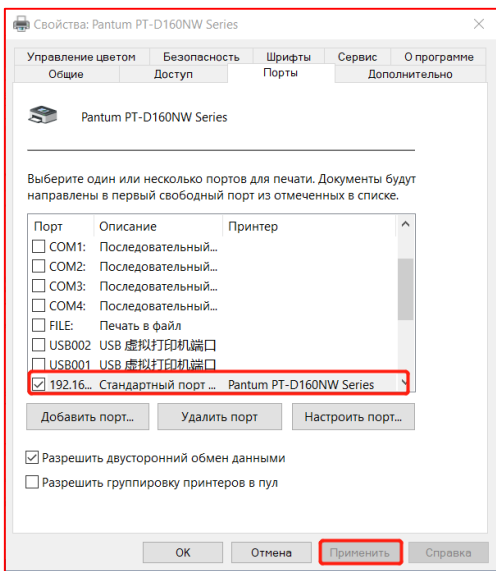 Свойства: Pantum PT-D160NW Series
Управление цветом Безопасность Шрифты Сервис О программе
Общие Доступ Порты Дополнительно
Pantum PT-D160NW Series
Выберите один или несколько портов для печати. Документы будут
направлены в первый свободный порт из отмеченных в списке.
Порт Описание Принтер
COM1: Последовательный...
COM2: Последовательный...
COM3: Последовательный...
COM4: Последовательный...
FILE: Печать в файл
USB002 USB 虚拟打印机端口
USB001 USB 虚拟打印机端口
192.16... Стандартный порт ... Pantum PT-D160NW Series
Добавить порт... Удалить порт Настроить порт...
Разрешить двусторонний обмен данными
Разрешить группировку принтеров в пул
ОК Отмена Применить Справка